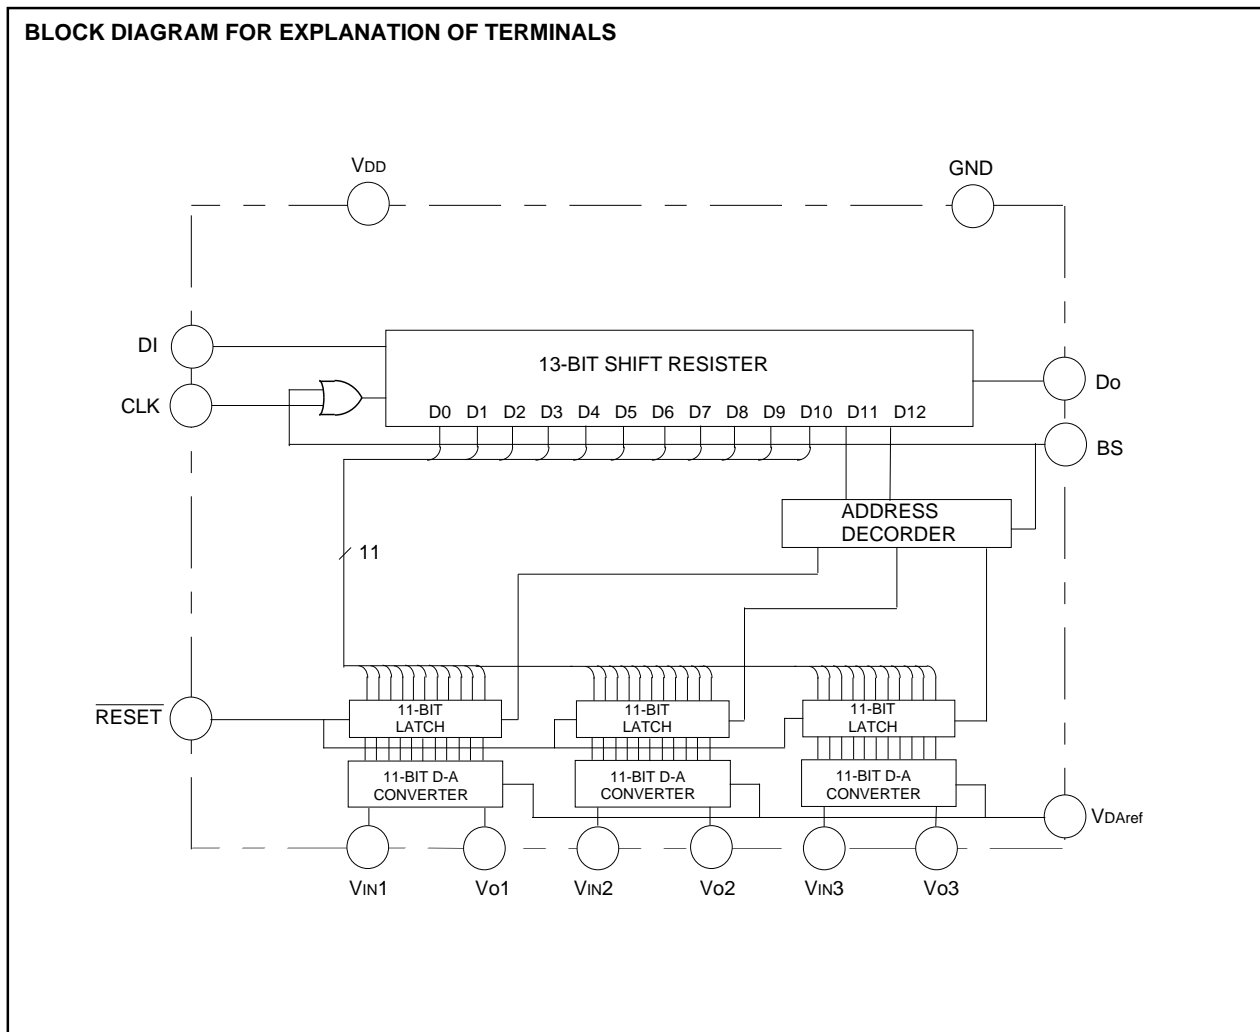 BLOCK DIAGRAM FOR EXPLANATION OF TERMINALS
VDD
GND
DI
13-BIT SHIFT RESISTER
Do
CLK
D0 D1 D2 D3 D4 D5 D6 D7 D8 D9 D10 D11 D12
BS
ADDRESS
DECORDER
11
RESET
11-BIT
LATCH
11-BIT
LATCH
11-BIT
LATCH
11-BIT D-A
CONVERTER
11-BIT D-A
CONVERTER
11-BIT D-A
CONVERTER
VDAref
VIN1
Vo1
VIN2
Vo2
VIN3
Vo3